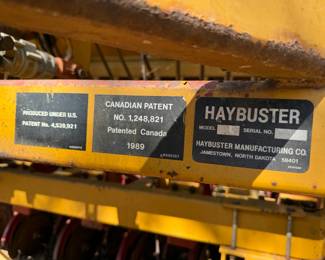 PRODUCED UNDER U.S.
PATENT No. 4,539,921
CANADIAN PATENT
NO. 1,248,821
Patented Canada
1989
HAYBUSTER
MODEL SERIAL NO.
HAYBUSTER MANUFACTURING CO.
JAMESTOWN, NORTH DAKOTA 58401